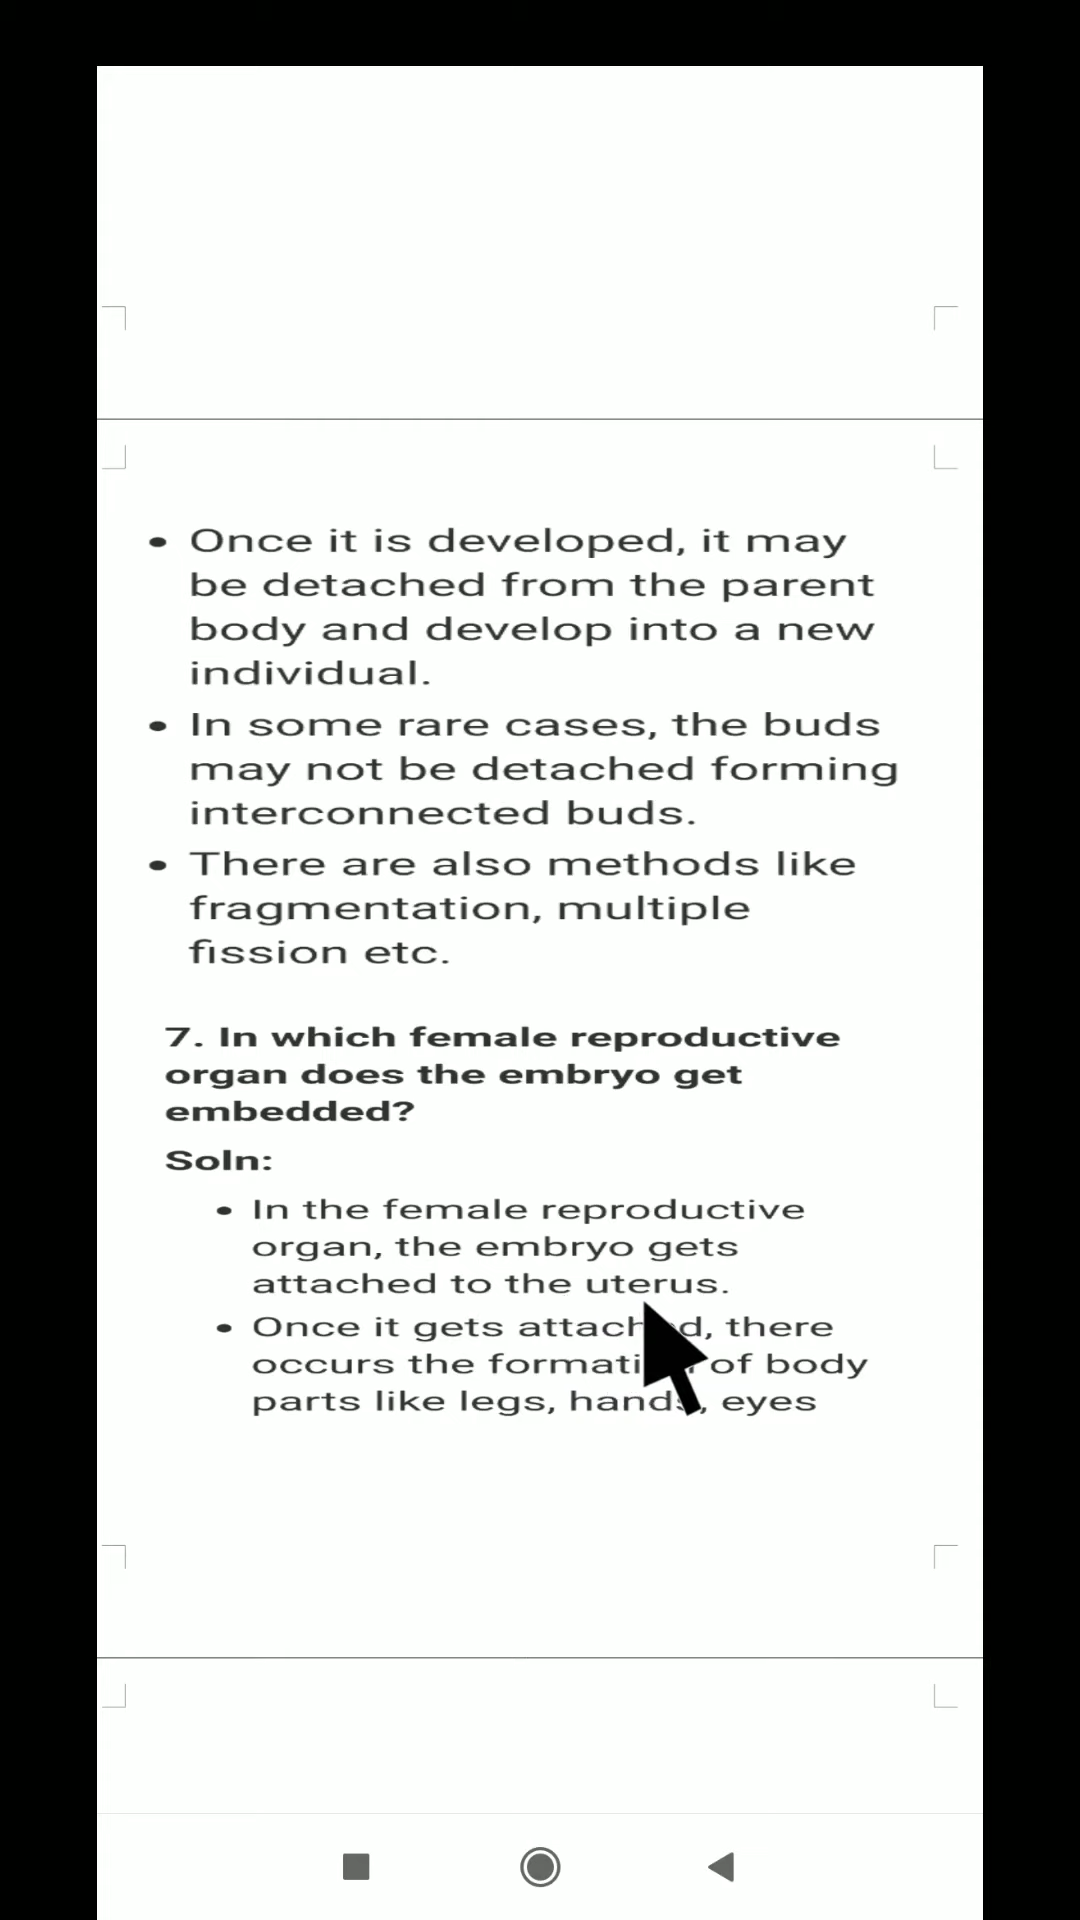 • Once it is developed, it may
be detached from the parent
body and develop into a new
individual.
• In some rare cases, the buds
may not be detached forming
interconnected buds.
• There are also methods like
fragmentation, multiple
fission etc.
7. In which female reproductive
organ does the embryo get
embedded?
Soln:
• In the female reproductive
organ, the embryo gets
attached to the uterus.
• Once it gets attached, there
occurs the formation of body
parts like legs, hands, eyes